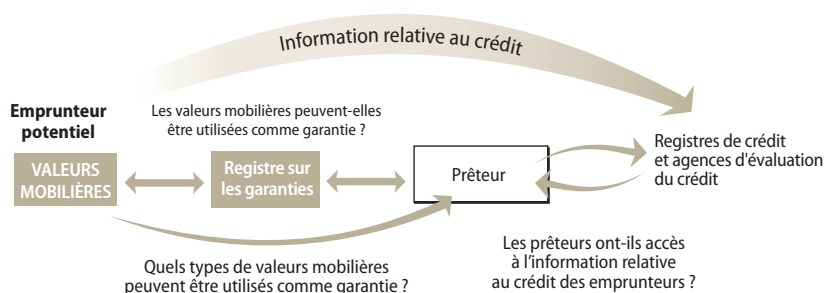 Information relative au crédit
Emprunteur
potentiel
Les valeurs mobilières peuvent-elles
être utilisées comme garantie ?
VALEURS
MOBILIÈRES
Registre sur
les garanties
Prêteur
Registres de crédit
et agences d'évaluation
du crédit
Quels types de valeurs mobilières
peuvent être utilisés comme garantie ?
Les prêteurs ont-ils accès
à l'information relative
au crédit des emprunteurs ?